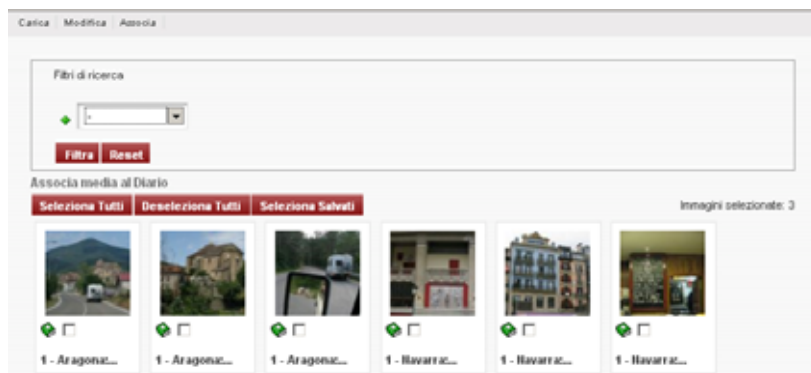 Carica Modifica Associa
Filtri di ricerca
-
Filtra Reset
Associa media al Diario
Seleziona Tutti Deseleziona Tutti Seleziona Salvati Immagini selezionate: 3
1 - Aragona:... 1 - Aragona:... 1 - Aragona:... 1 - Navarra:... 1 - Navarra:... 1 - Navarra:...